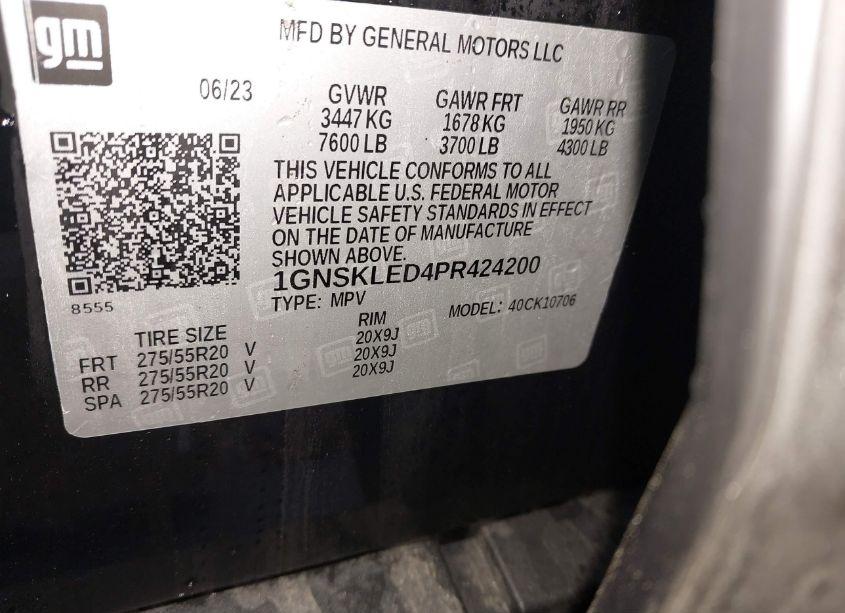 gm
MFD BY GENERAL MOTORS LLC
06/23
GVWR GAWR FRT GAWR RR
3447 KG 1678 KG 1950 KG
7600 LB 3700 LB 4300 LB
THIS VEHICLE CONFORMS TO ALL
APPLICABLE U.S. FEDERAL MOTOR
VEHICLE SAFETY STANDARDS IN EFFECT
ON THE DATE OF MANUFACTURE
SHOWN ABOVE.
1GNSKLED4PR424200
8555
TYPE: MPV MODEL: 40CK10706
TIRE SIZE RIM
FRT 275/55R20 V 20X9J
RR 275/55R20 V 20X9J
SPA 275/55R20 V 20X9J